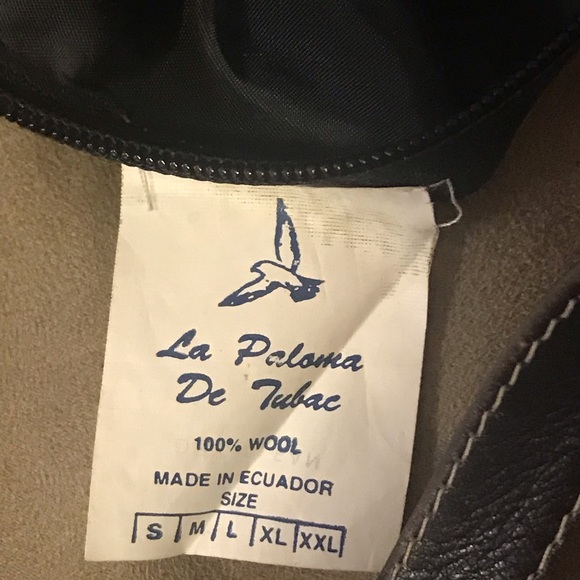 La Paloma
De Tubac
100% WOOL
MADE IN ECUADOR
SIZE
S M L XL XXL